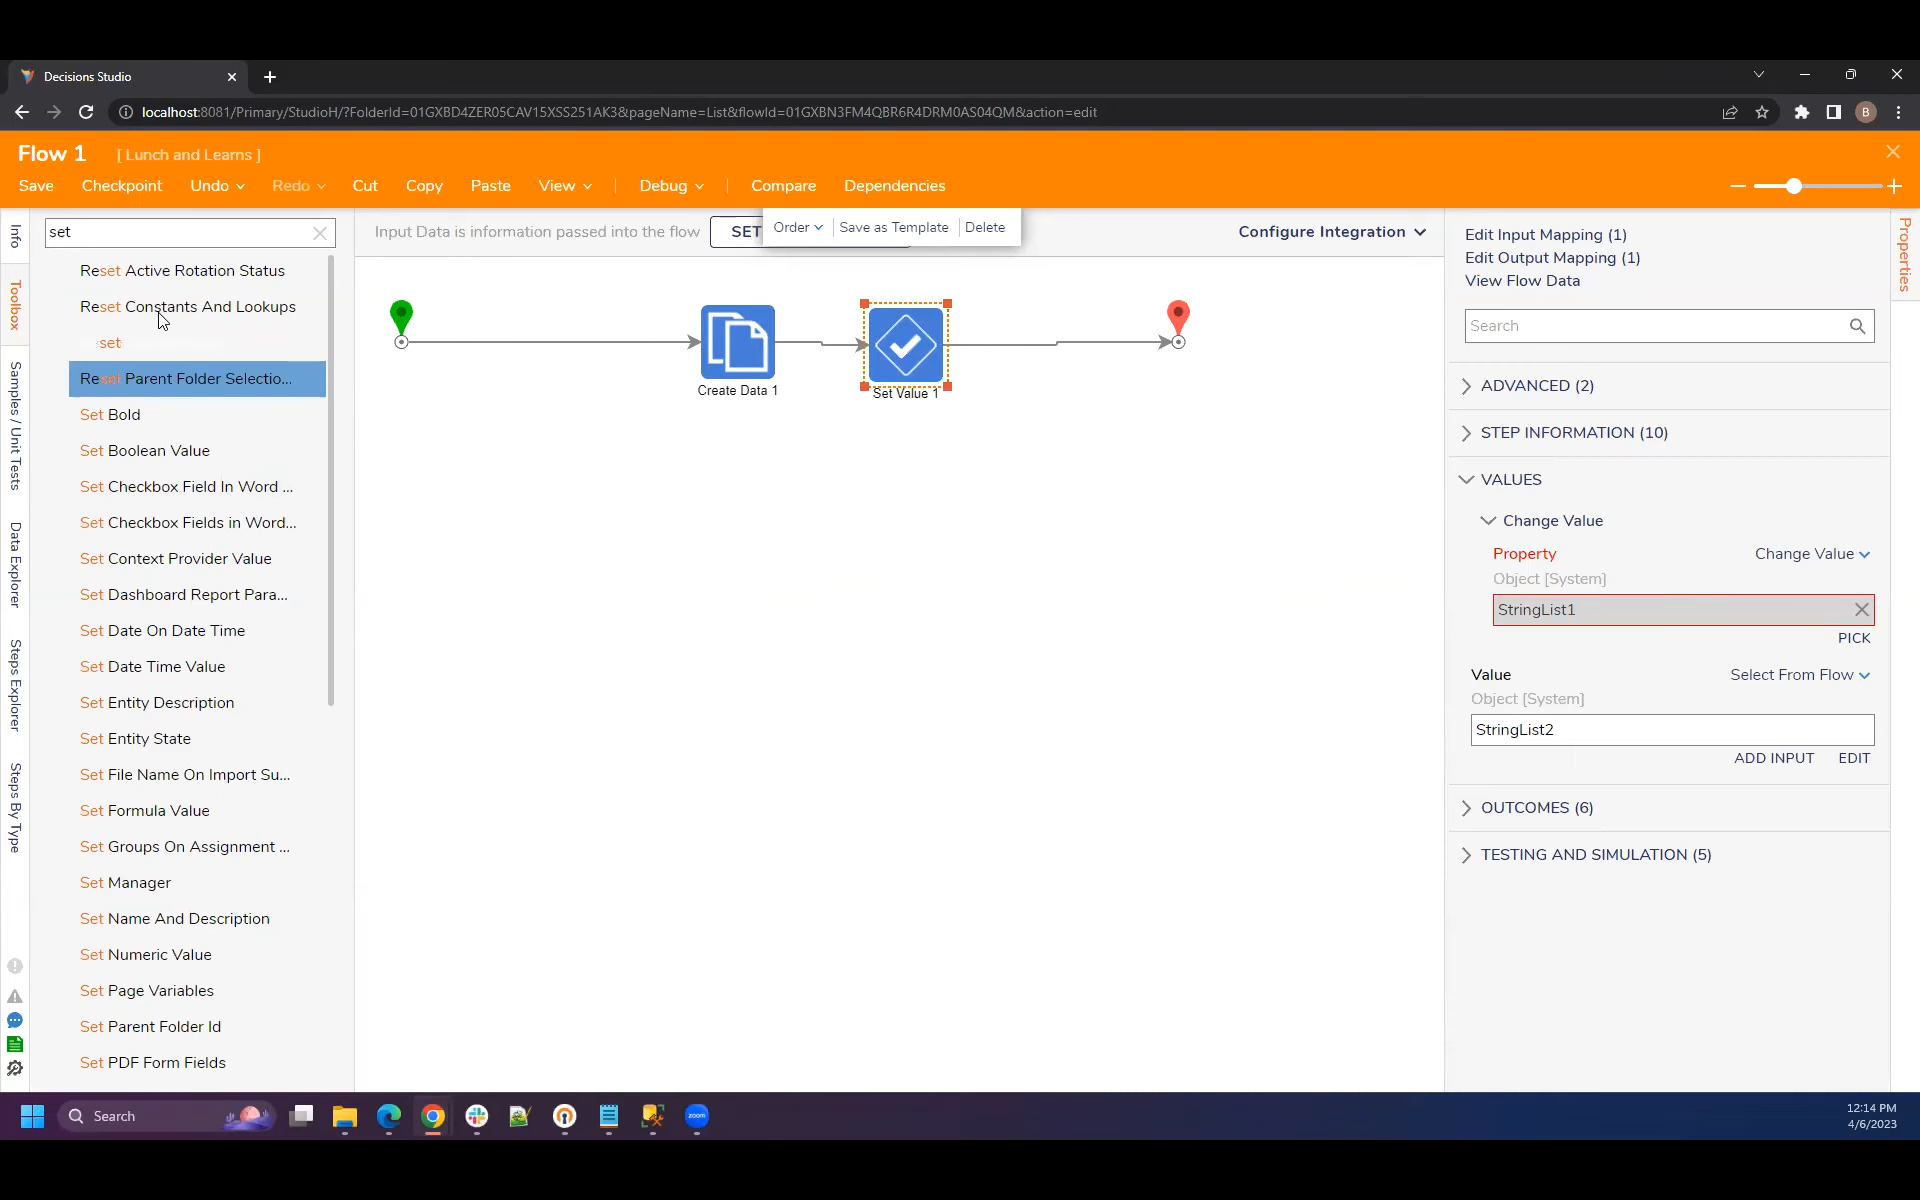 Decisions Studio
localhost:8081/Primary/StudioH/?FolderId=01GXBD4ZER05CAV15XSS251AK3&pageName=List&flowId=01GXBN3FM4QBR6R4DRM0AS04QM&action=edit
B
Flow 1 [ Lunch and Learns ]
Save Checkpoint Undo Redo Cut Copy Paste View Debug Compare Dependencies
Info
Toolbox
Samples / Unit Tests
Data Explorer
Steps Explorer
Steps By Type
set
Reset Active Rotation Status
Reset Constants And Lookups
set
Reset Parent Folder Selectio...
Set Bold
Set Boolean Value
Set Checkbox Field In Word ...
Set Checkbox Fields in Word...
Set Context Provider Value
Set Dashboard Report Para...
Set Date On Date Time
Set Date Time Value
Set Entity Description
Set Entity State
Set File Name On Import Su...
Set Formula Value
Set Groups On Assignment ...
Set Manager
Set Name And Description
Set Numeric Value
Set Page Variables
Set Parent Folder Id
Set PDF Form Fields
Input Data is information passed into the flow
SET
Order Save as Template Delete
Configure Integration
Create Data 1
Set Value 1
Properties
Edit Input Mapping (1)
Edit Output Mapping (1)
View Flow Data
Search
ADVANCED (2)
STEP INFORMATION (10)
VALUES
Change Value
Property Change Value
Object [System]
StringList1
PICK
Value Select From Flow
Object [System]
StringList2
ADD INPUT EDIT
OUTCOMES (6)
TESTING AND SIMULATION (5)
Search
zoom
12:14 PM
4/6/2023